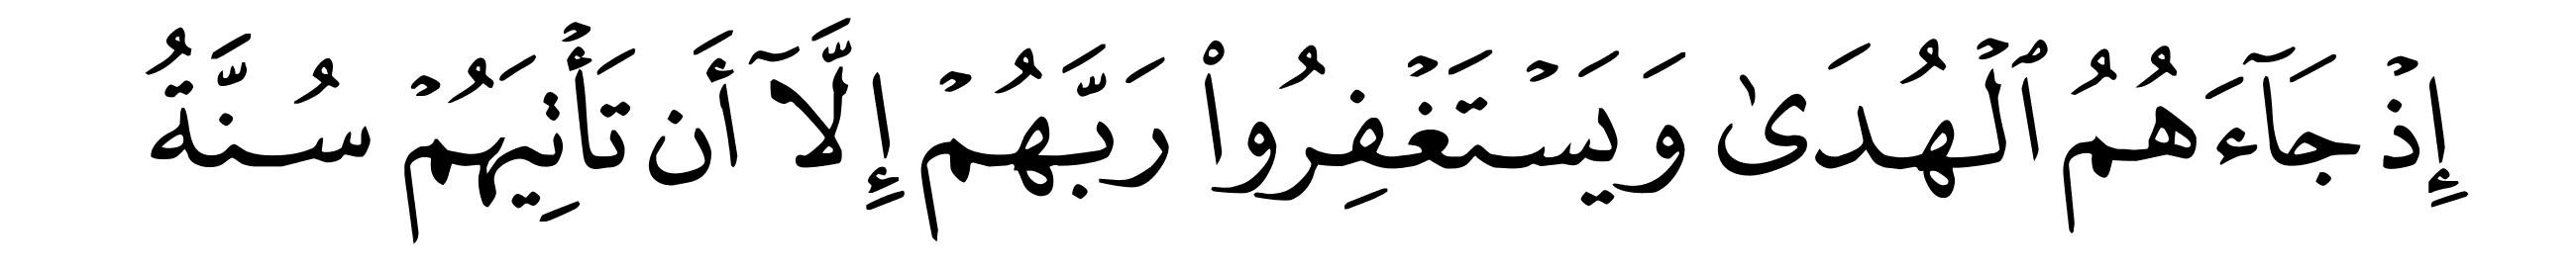 إِذۡ جَآءَهُمُ ٱلۡهُدَىٰ وَيَسۡتَغۡفِرُواْ رَبَّهُمۡ إِلَّآ أَن تَأۡتِيَهُمۡ سُنَّةُ